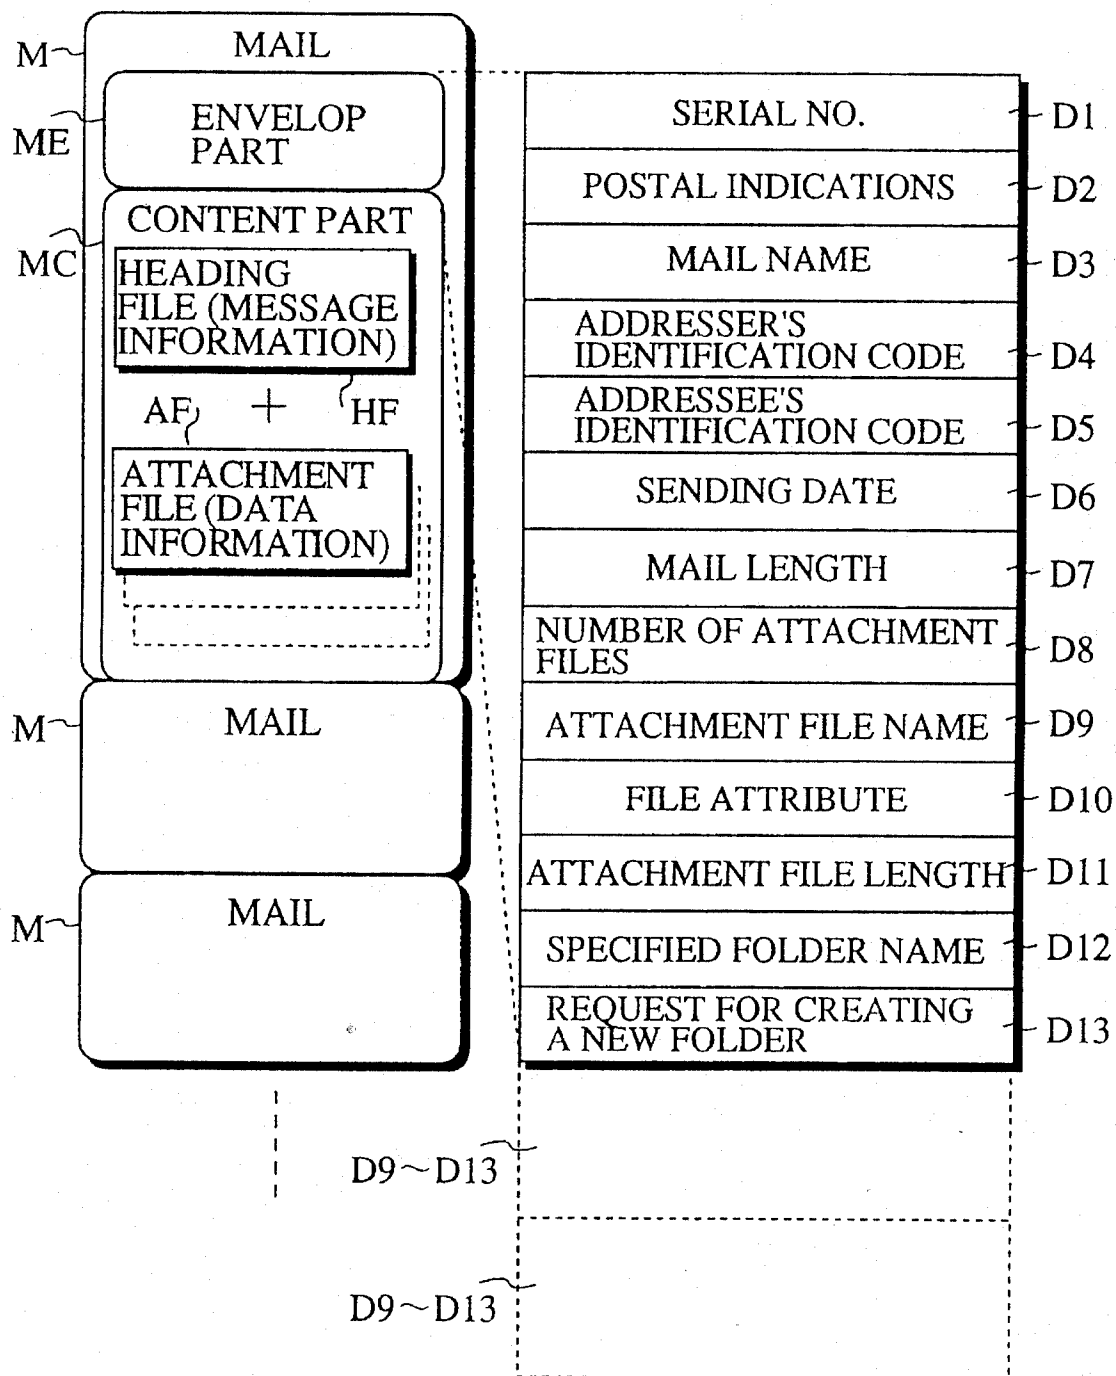 M
MAIL
ME
ENVELOP
PART
MC
CONTENT PART
HEADING
FILE (MESSAGE
INFORMATION)
AF
+
HF
ATTACHMENT
FILE (DATA
INFORMATION)
M
MAIL
M
MAIL
SERIAL NO.
D1
POSTAL INDICATIONS
D2
MAIL NAME
D3
ADDRESSER'S
IDENTIFICATION CODE
D4
ADDRESSEE'S
IDENTIFICATION CODE
D5
SENDING DATE
D6
MAIL LENGTH
D7
NUMBER OF ATTACHMENT
FILES
D8
ATTACHMENT FILE NAME
D9
FILE ATTRIBUTE
D10
ATTACHMENT FILE LENGTH
D11
SPECIFIED FOLDER NAME
D12
REQUEST FOR CREATING
A NEW FOLDER
D13
D9~D13
D9~D13